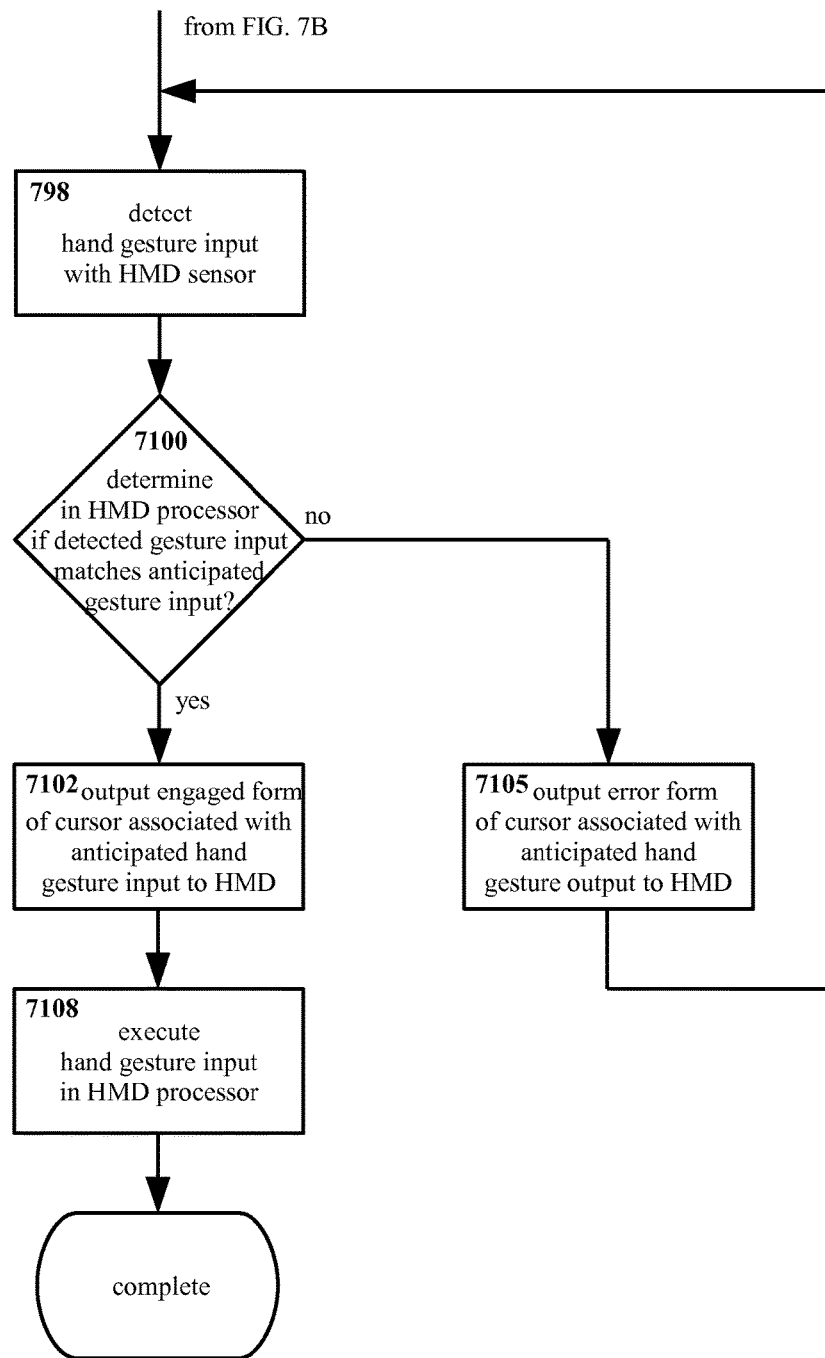 from FIG. 7B
798
detect
hand gesture input
with HMD sensor
7100
determine
in HMD processor
if detected gesture input
matches anticipated
gesture input?
no
yes
7102 output engaged form
of cursor associated with
anticipated hand
gesture input to HMD
7105 output error form
of cursor associated with
anticipated hand
gesture output to HMD
7108
execute
hand gesture input
in HMD processor
complete